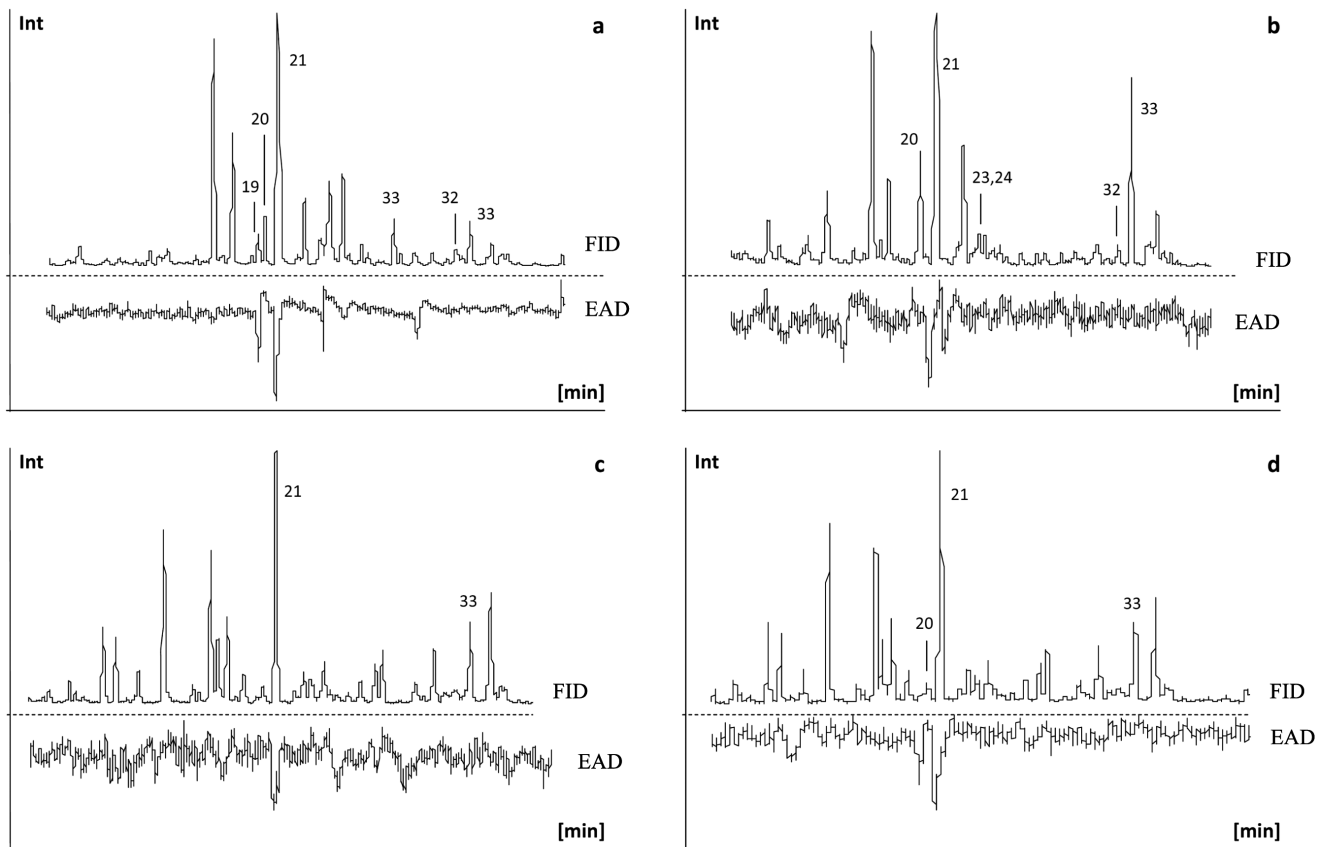 Int
a
21
20
19
33
32
33
FID
EAD
[min]
Int
b
21
20
33
23,24
32
FID
EAD
[min]
Int
c
21
33
FID
EAD
[min]
Int
d
21
20
33
FID
EAD
[min]